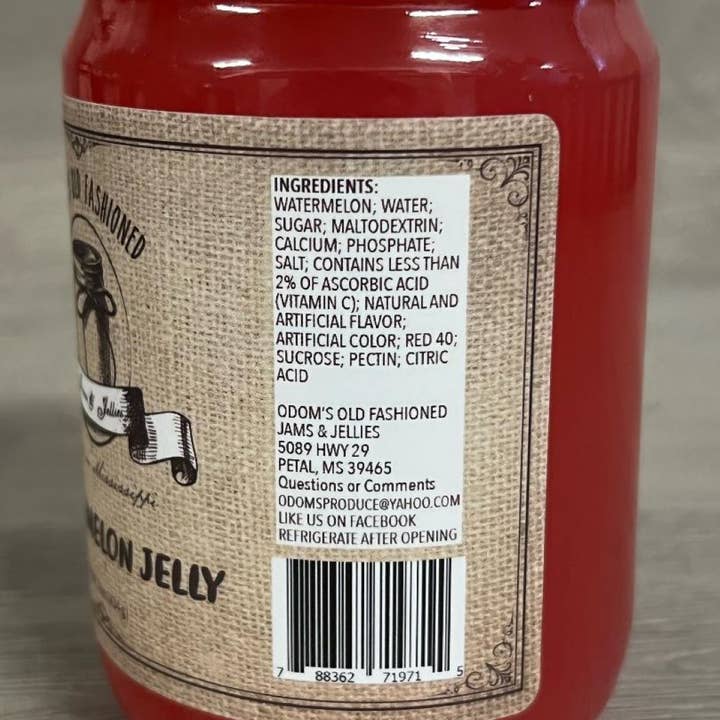 OLD FASHIONED
& Jellies
Mississippi
MELON JELLY
INGREDIENTS:
WATERMELON; WATER;
SUGAR; MALTODEXTRIN;
CALCIUM; PHOSPHATE;
SALT; CONTAINS LESS THAN
2% OF ASCORBIC ACID
(VITAMIN C); NATURAL AND
ARTIFICIAL FLAVOR;
ARTIFICIAL COLOR; RED 40;
SUCROSE; PECTIN; CITRIC
ACID
ODOM'S OLD FASHIONED
JAMS & JELLIES
5089 HWY 29
PETAL, MS 39465
Questions or Comments
ODOMSPRODUCE@YAHOO.COM
LIKE US ON FACEBOOK
REFRIGERATE AFTER OPENING
7 88362 71971 5